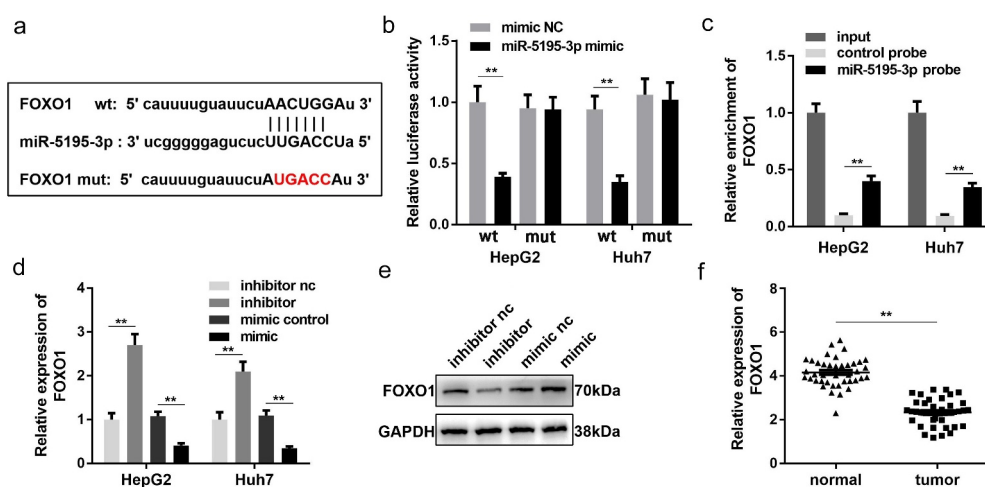 a
FOXO1 wt: 5' cauuuuguauucuAACUGGAu 3'
miR-5195-3p : 3' ucgggggagucucUUGACCUa 5'
FOXO1 mut: 5' cauuuuguauucuAUGACCAu 3'
b
mimic NC
miR-5195-3p mimic
Relative luciferase activity
1.5
1.0
0.5
0.0
** **
wt mut wt mut
HepG2 Huh7
c
input
control probe
miR-5195-3p probe
Relative enrichment of
FOXO1
1.5
1.0
0.5
0.0
** **
HepG2 Huh7
d
inhibitor nc
inhibitor
mimic control
mimic
Relative expression of
FOXO1
4
3
2
1
0
** ** ** **
HepG2 Huh7
e
inhibitor nc
inhibitor
mimic nc
mimic
FOXO1 70kDa
GAPDH 38kDa
f
Relative expression of
FOXO1
8
6
4
2
0
**
normal tumor